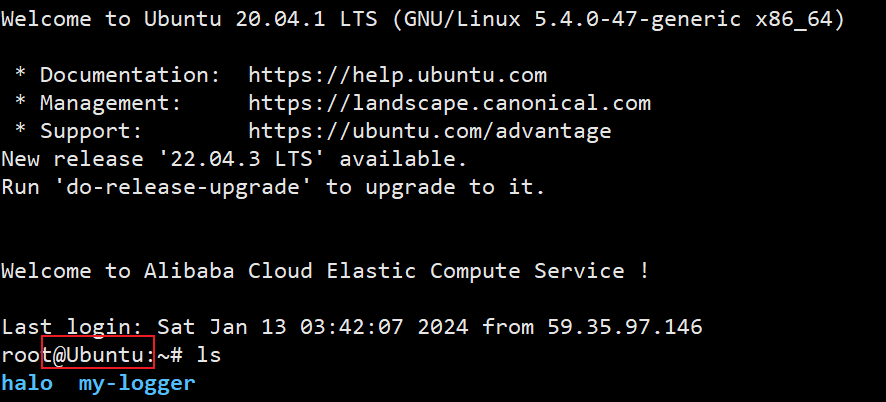 Welcome to Ubuntu 20.04.1 LTS (GNU/Linux 5.4.0-47-generic x86_64)
* Documentation:  https://help.ubuntu.com
* Management:     https://landscape.canonical.com
* Support:        https://ubuntu.com/advantage
New release '22.04.3 LTS' available.
Run 'do-release-upgrade' to upgrade to it.
Welcome to Alibaba Cloud Elastic Compute Service !
Last login: Sat Jan 13 03:42:07 2024 from 59.35.97.146
root@Ubuntu:~# ls
halo  my-logger